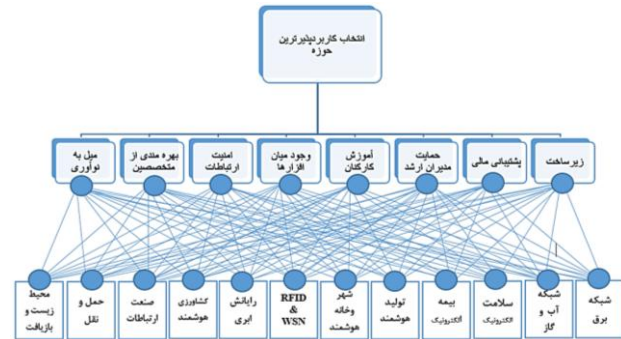 انتخاب کاربردپذیرترین
حوزه
زیرساخت
پشتیبانی مالی
حمایت
مدیران ارشد
آموزش
کارکنان
وجود میان
افزارها
امنیت
ارتباطات
بهره مندی از
متخصصین
میل به
نوآوری
شبکه
برق
شبکه
آب و
گاز
سلامت
الکترونیک
بیمه
الکترونیک
تولید
هوشمند
شهر
وخانه
هوشمند
RFID
&
WSN
رایانش
ابری
کشاورزی
هوشمند
صنعت
ارتباطات
حمل و
نقل
محیط
زیست و
بازیافت